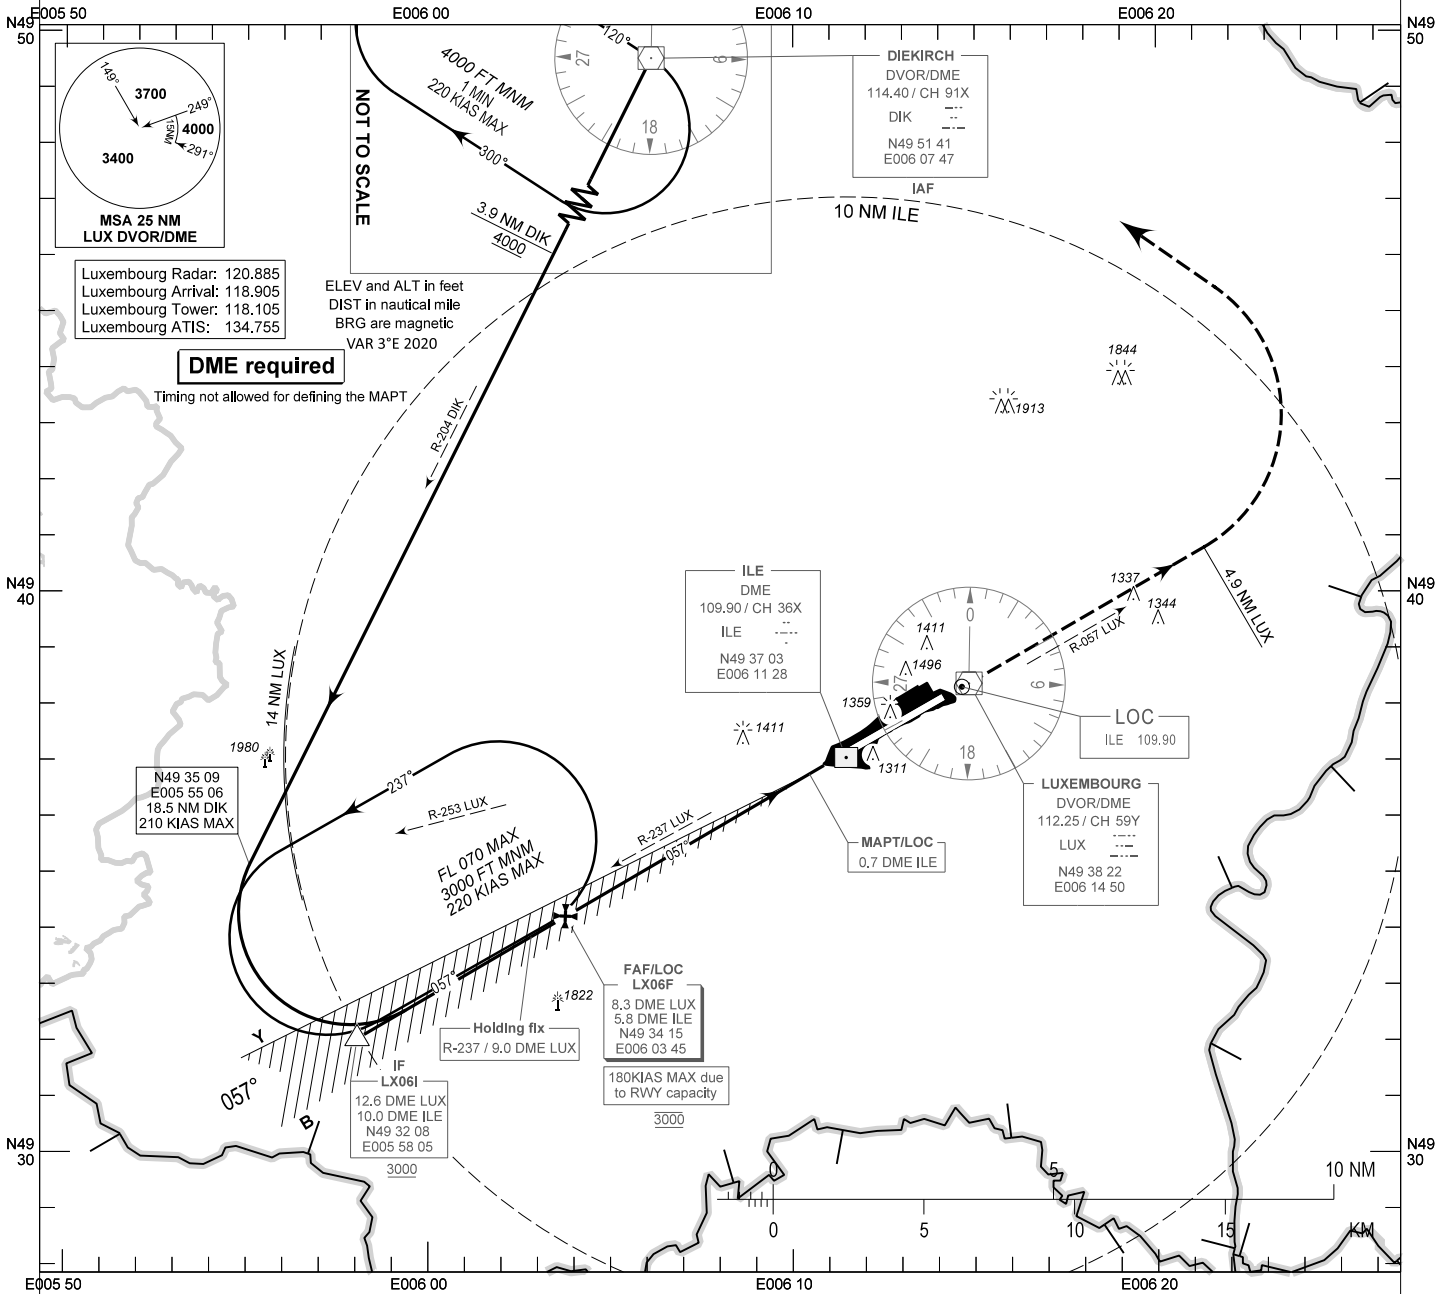 E005 50
E006 00
E006 10
E006 20
N49
50
N49
50
149°
3700
249°
4000
15NM
291°
3400
MSA 25 NM
LUX DVOR/DME
Luxembourg Radar: 120.885
Luxembourg Arrival: 118.905
Luxembourg Tower: 118.105
Luxembourg ATIS: 134.755
DME required
Timing not allowed for defining the MAPT
ELEV and ALT in feet
DIST in nautical mile
BRG are magnetic
VAR 3°E 2020
NOT TO SCALE
4000 FT MNM
1 MIN
220 KIAS MAX
120°
300°
27
9
18
3.9 NM DIK
4000
DIEKIRCH
DVOR/DME
114.40 / CH 91X
DIK
N49 51 41
E006 07 47
IAF
10 NM ILE
1844
1913
R-204 DIK
N49
40
N49
40
ILE
DME
109.90 / CH 36X
ILE
N49 37 03
E006 11 28
1411
1496
1359
1411
1311
0
9
18
27
1337
1344
R-057 LUX
4.9 NM LUX
LOC
ILE 109.90
LUXEMBOURG
DVOR/DME
112.25 / CH 59Y
LUX
N49 38 22
E006 14 50
MAPT/LOC
0.7 DME ILE
14 NM LUX
1980
N49 35 09
E005 55 06
18.5 NM DIK
210 KIAS MAX
237°
R-253 LUX
FL 070 MAX
3000 FT MNM
220 KIAS MAX
R-237 LUX
057°
057°
1822
FAF/LOC
LX06F
8.3 DME LUX
5.8 DME ILE
N49 34 15
E006 03 45
180KIAS MAX due
to RWY capacity
3000
Holding fix
R-237 / 9.0 DME LUX
Y
057°
B
IF
LX06I
12.6 DME LUX
10.0 DME ILE
N49 32 08
E005 58 05
3000
N49
30
N49
30
0
5
10 NM
0
5
10
15
KM
E005 50
E006 00
E006 10
E006 20